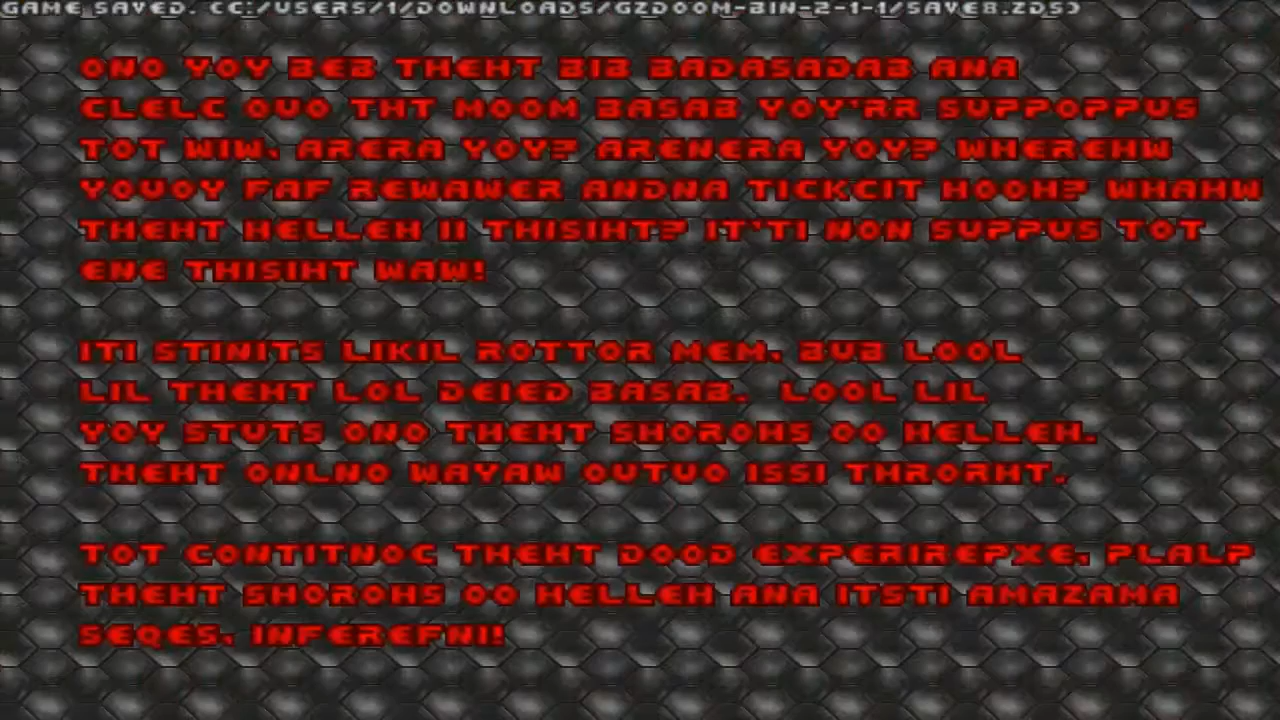 GAME SAVED. (C:/USERS/1/DOWNLOADS/GZDOOM-BIN-2-1-1/SAVE8.ZDS)
ONO YOY BEB THEHT BIB BADASADAB ANA
CLELC OUO THT MOOM BASAB YOY'RR SUPPOPPUS
TOT WIW, ARERA YOY? ARENERA YOY? WHEREHW
YOUOY FAF REWAWER ANDNA TICKCIT HOOH? WHAHW
THEHT HELLEH II THISIHT? IT'TI NON SUPPUS TOT
ENE THISIHT WAW!
ITI STINITS LIKIL ROTTOR MEM, BUB LOOL
LIL THEHT LOL DEIED BASAB. LOOL LIL
YOY STUTS ONO THEHT SHOROHS OO HELLEH.
THEHT ONLNO WAYAW OUTUO ISSI THRORHT.
TOT CONTITNOC THEHT DOOD EXPERIREPXE, PLALP
THEHT SHOROHS OO HELLEH ANA ITSTI AMAZAMA
SEQES, INFEREFNI!